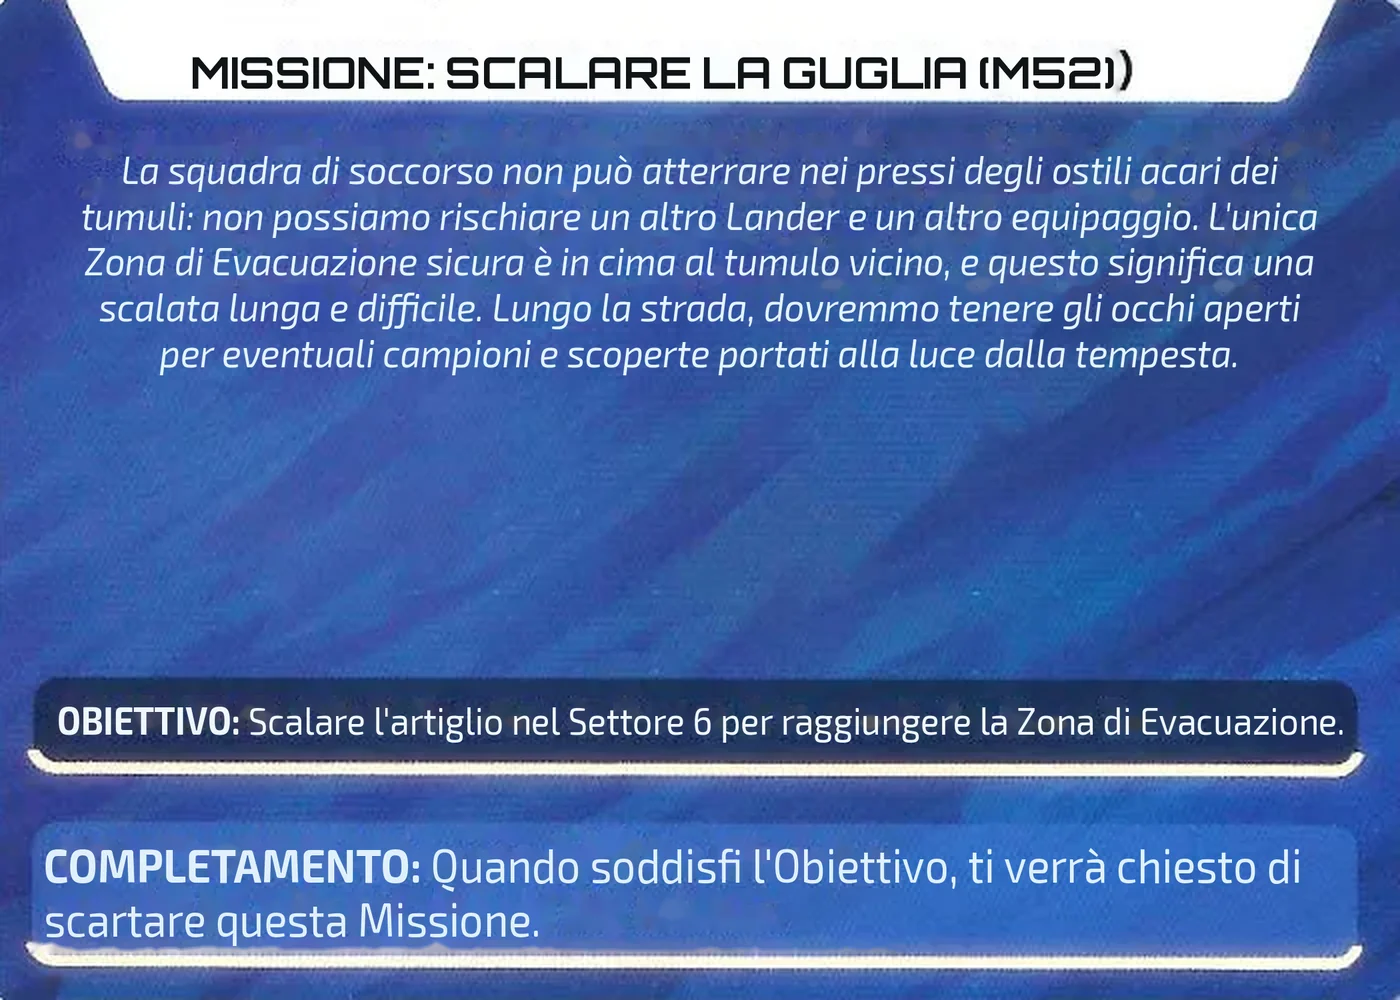 MISSIONE: SCALARE LA GUGLIA (M52))
La squadra di soccorso non può atterrare nei pressi degli ostili acari dei
tumuli: non possiamo rischiare un altro Lander e un altro equipaggio. L'unica
Zona di Evacuazione sicura è in cima al tumulo vicino, e questo significa una
scalata lunga e difficile. Lungo la strada, dovremmo tenere gli occhi aperti
per eventuali campioni e scoperte portati alla luce dalla tempesta.
OBIETTIVO: Scalare l'artiglio nel Settore 6 per raggiungere la Zona di Evacuazione.
COMPLETAMENTO: Quando soddisfi l'Obiettivo, ti verrà chiesto di
scartare questa Missione.